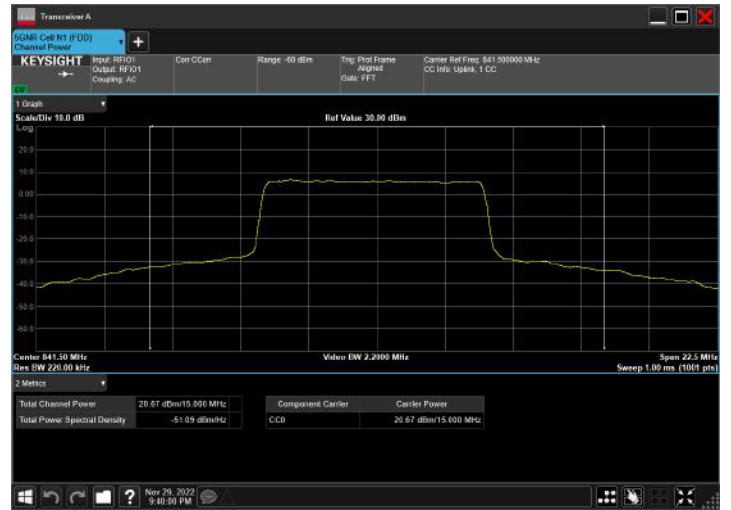 Transceiver A
5GNR Cell N1 (FDD)
Channel Power
KEYSIGHT
Input: RFIO1
Output: RFIO1
Coupling: AC
Corr CCorr
Range: -60 dBm
Trig: Prot Frame
Aligned
Gate: FFT
Carrier Ref Freq: 841.500000 MHz
CC Info: Uplink, 1 CC
1 Graph
Scale/Div 10.0 dB
Ref Value 30.00 dBm
Log
20.0
10.0
0.00
-10.0
-20.0
-30.0
-40.0
-50.0
-60.0
Center 841.50 MHz
Video BW 2.2000 MHz
Span 22.5 MHz
Res BW 220.00 kHz
Sweep 1.00 ms (1001 pts)
2 Metrics
Total Channel Power 20.67 dBm/15.000 MHz
Total Power Spectral Density -51.09 dBm/Hz
Component Carrier Carrier Power
CC0 20.67 dBm/15.000 MHz
?
Nov 29, 2022
9:40:00 PM